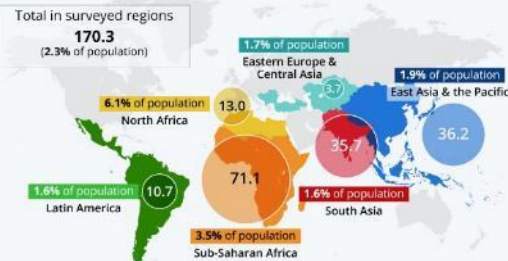 Total in surveyed regions
170.3
(2.3% of population)
1.7% of population
Eastern Europe &
Central Asia
3.7
1.9% of population
East Asia & the Pacific
36.2
6.1% of population
North Africa
13.0
35.7
1.6% of population
South Asia
71.1
3.5% of population
Sub-Saharan Africa
1.6% of population
Latin America
10.7